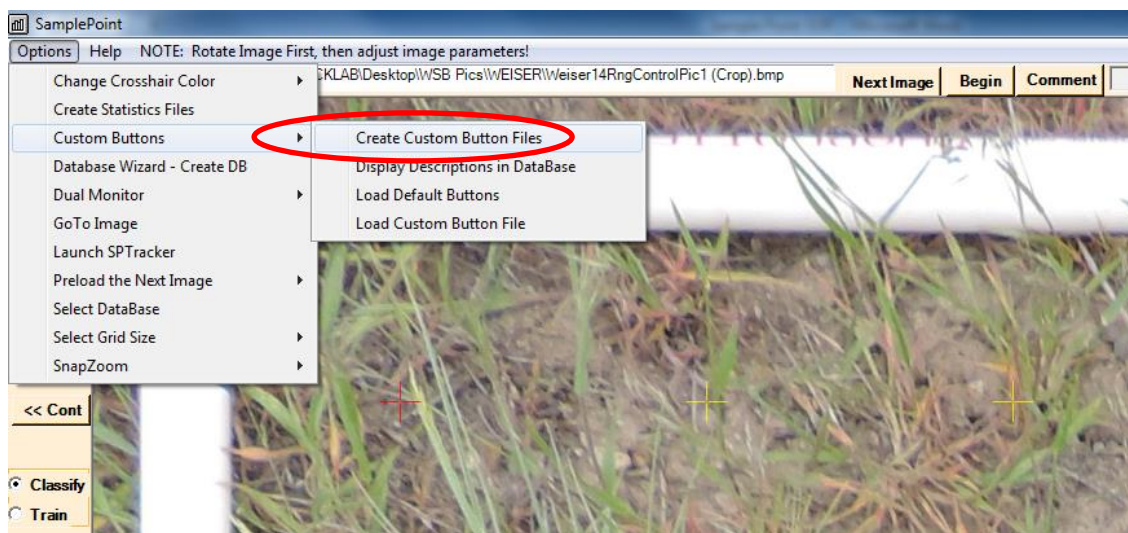 SamplePoint
Options Help NOTE: Rotate Image First, then adjust image parameters!
CKLAB\Desktop\WSB Pics\WEISER\Weiser14RngControlPic1 (Crop).bmp Next Image Begin Comment
Change Crosshair Color
Create Statistics Files
Custom Buttons
Create Custom Button Files
Database Wizard - Create DB
Display Descriptions in DataBase
Dual Monitor
Load Default Buttons
GoTo Image
Load Custom Button File
Launch SPTracker
Preload the Next Image
Select DataBase
Select Grid Size
SnapZoom
<< Cont
Classify
Train